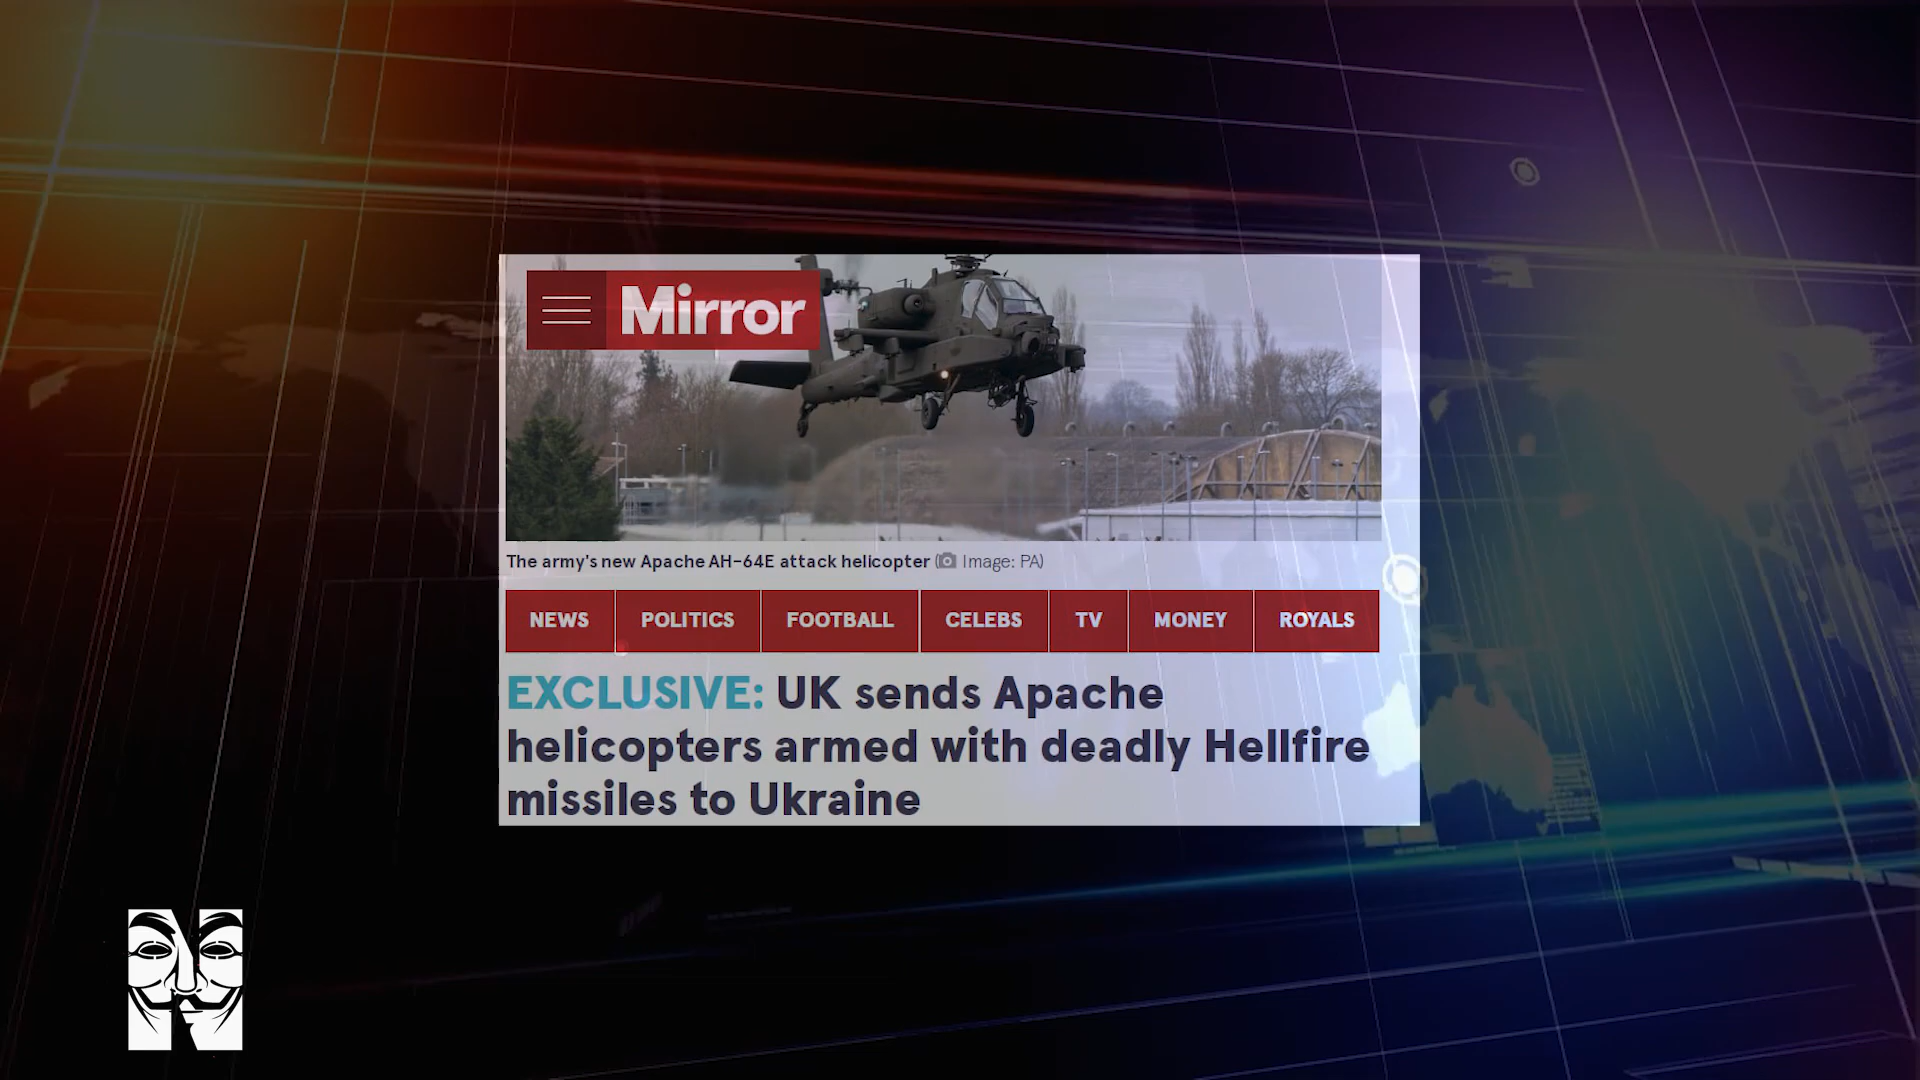 Mirror
The army's new Apache AH-64E attack helicopter (Image: PA)
NEWS POLITICS FOOTBALL CELEBS TV MONEY ROYALS
EXCLUSIVE: UK sends Apache
helicopters armed with deadly Hellfire
missiles to Ukraine